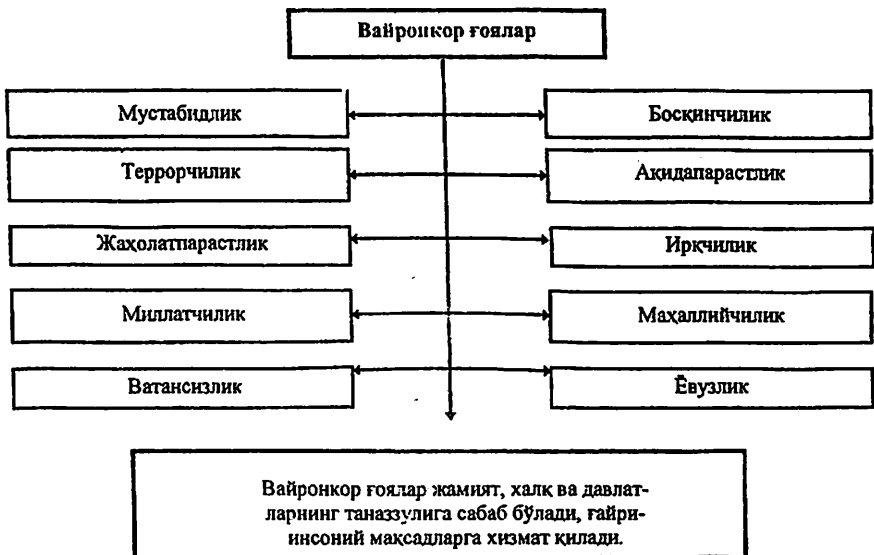 Вайронкор ғоялар
Мустабидлик
Босқинчилик
Террорчилик
Ақидапарастлик
Жаҳолатпарастлик
Ирқчилик
Миллатчилик
Маҳаллийчилик
Ватансизлик
Ёвузлик
Вайронкор ғоялар жамият, халқ ва давлат-
ларнинг таназзулига сабаб бўлади, ғайри-
инсоний мақсадларга хизмат қилади.